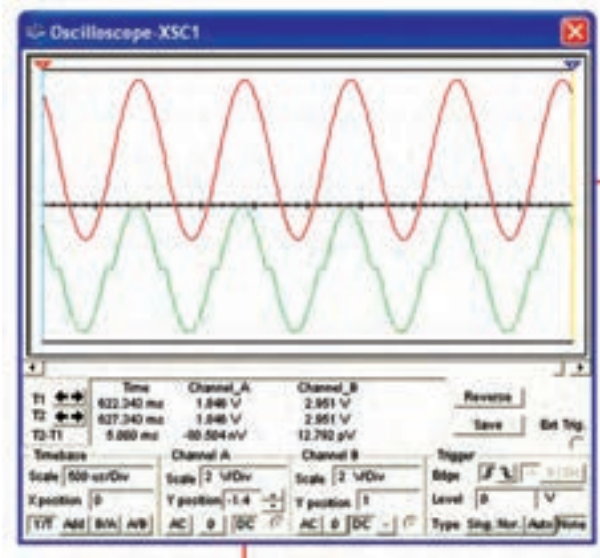 Oscilloscope-XSC1
Time Channel_A Channel_B
T1 622.340 ms 1.846 V 2.951 V
T2 627.340 ms 1.846 V 2.951 V
T2-T1 5.000 ms 12.792 pV
Reverse
Save
Ext Trig.
Timebase
Scale 500 us/Div
X position 0
Y/T Add B/A A/B
Channel A
Scale 2 V/Div
Y position -1.4
AC 0 DC
Channel B
Scale 2 V/Div
Y position 1
AC 0 DC -
Trigger
Edge
Level 0 V
Type Sing. Nor. Auto None